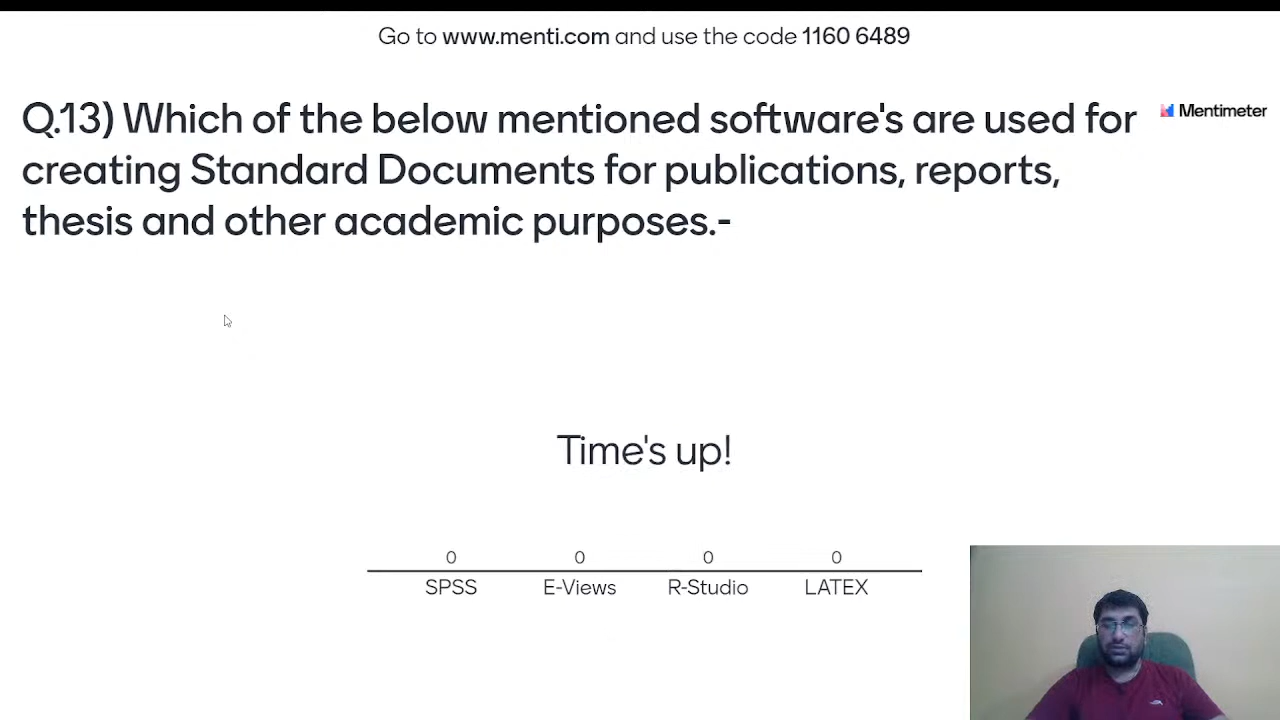 Go to www.menti.com and use the code 1160 6489
Q.13) Which of the below mentioned software's are used for
creating Standard Documents for publications, reports,
thesis and other academic purposes.-
Mentimeter
Time's up!
0 0 0 0
SPSS E-Views R-Studio LATEX